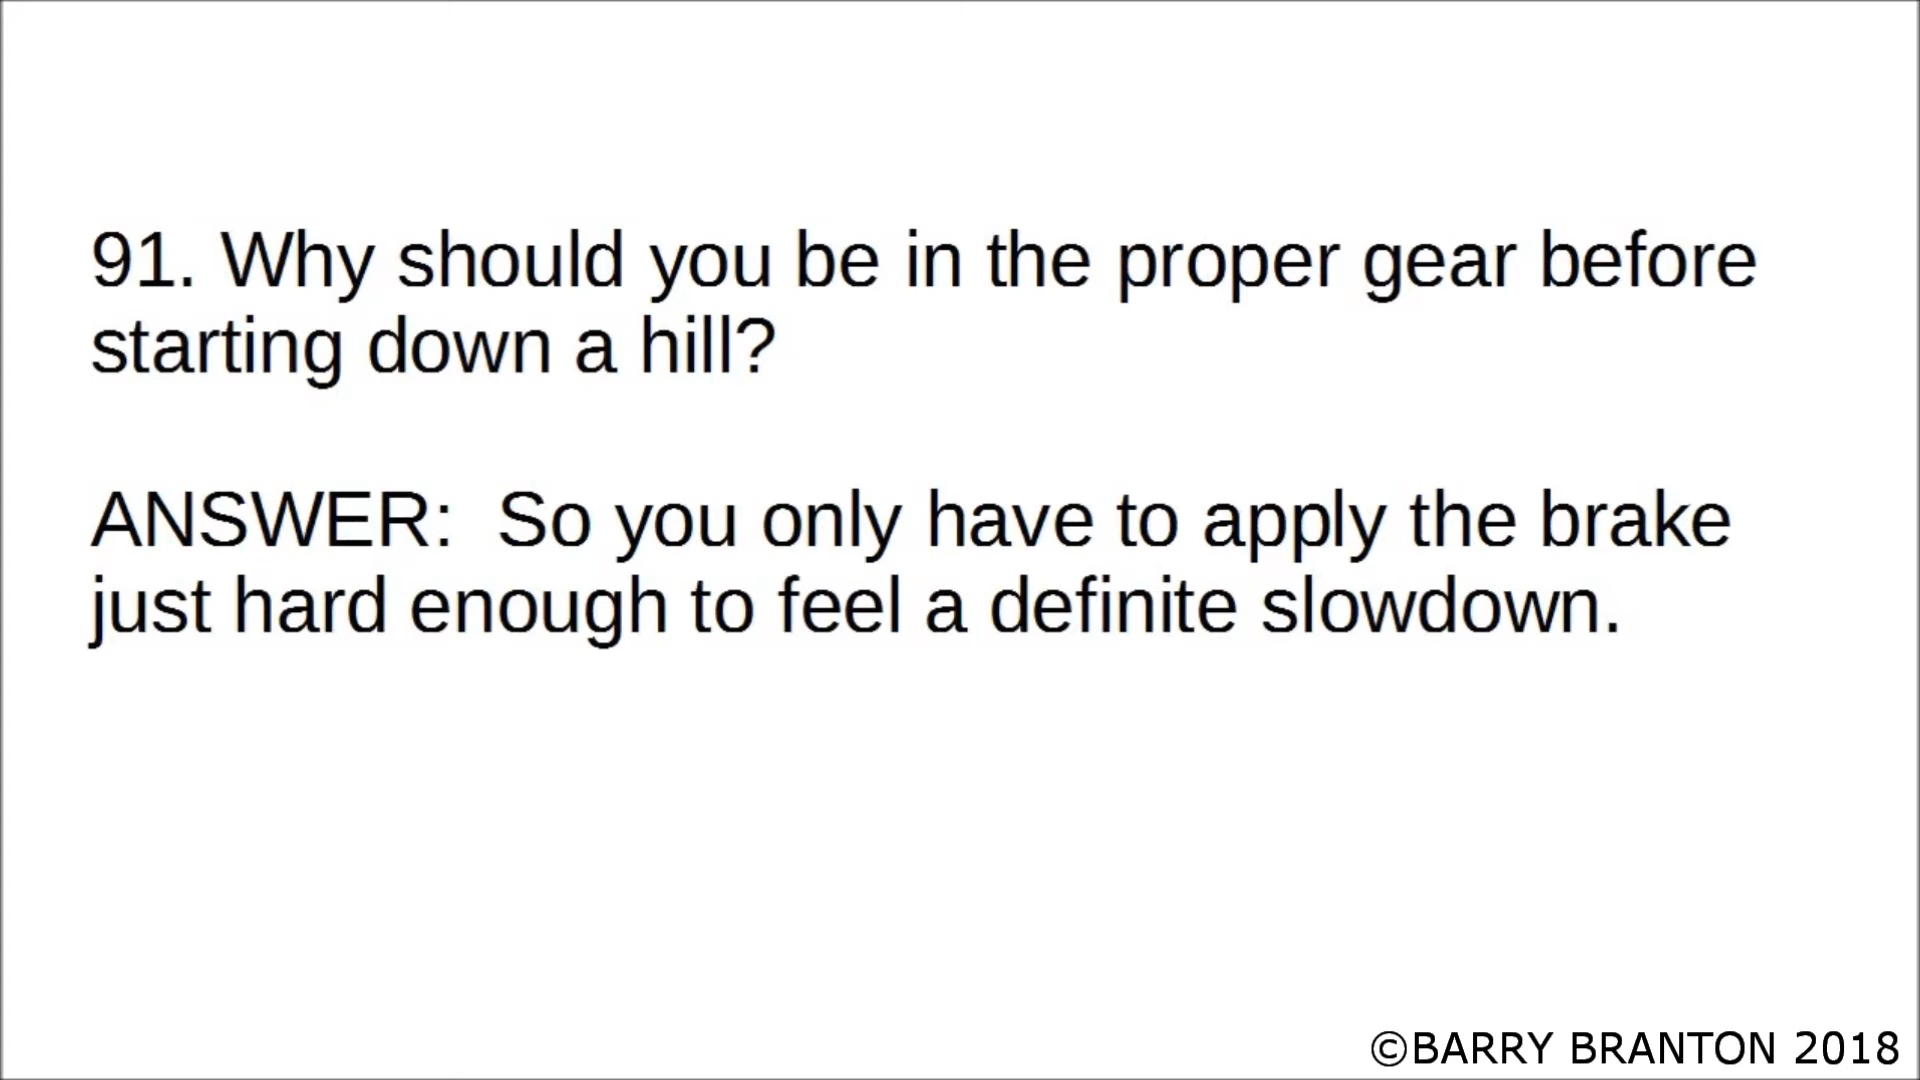 91. Why should you be in the proper gear before
starting down a hill?
ANSWER:  So you only have to apply the brake
just hard enough to feel a definite slowdown.
©BARRY BRANTON 2018